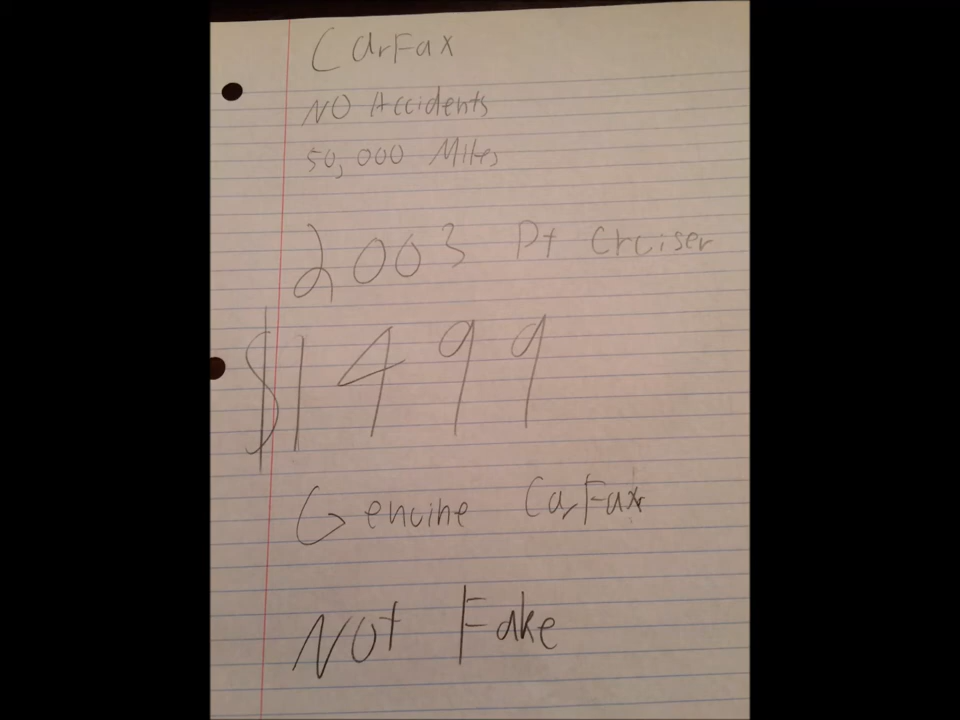 CarFax
NO Accidents
50,000 Miles
2003 Pt Cruiser
$1499
Genuine CarFax
Not Fake